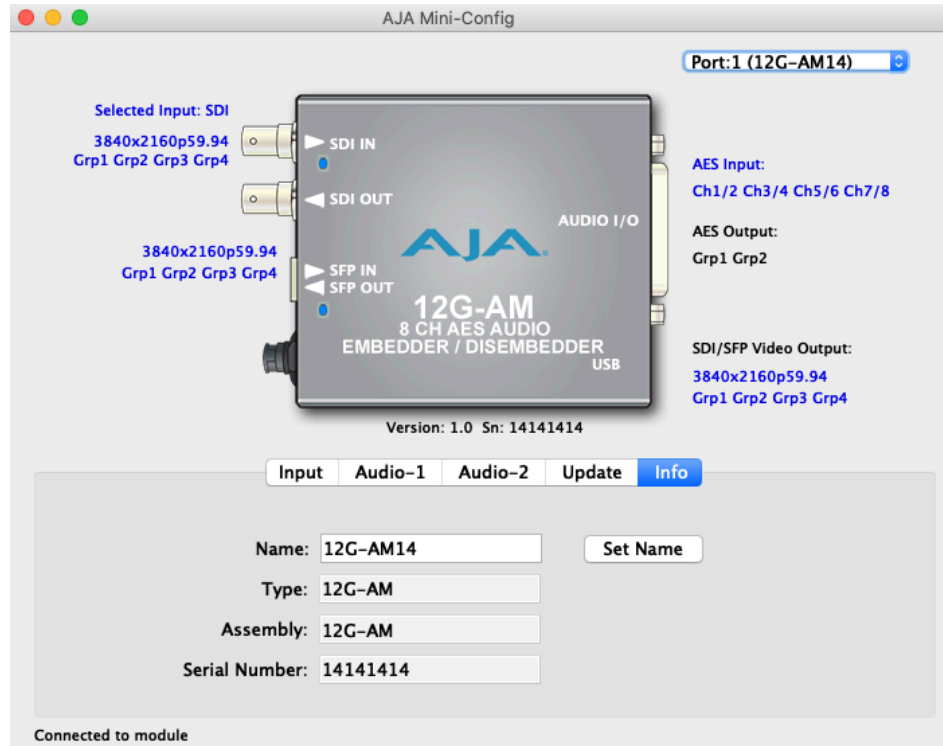 AJA Mini-Config
Port:1 (12G-AM14)
Selected Input: SDI
3840x2160p59.94
Grp1 Grp2 Grp3 Grp4
SDI IN
SDI OUT
AUDIO I/O
AES Input:
Ch1/2 Ch3/4 Ch5/6 Ch7/8
AES Output:
Grp1 Grp2
3840x2160p59.94
Grp1 Grp2 Grp3 Grp4
AJA.
SFP IN
SFP OUT
12G-AM
8 CH AES AUDIO
EMBEDDER / DISEMBEDDER
USB
SDI/SFP Video Output:
3840x2160p59.94
Grp1 Grp2 Grp3 Grp4
Version: 1.0 Sn: 14141414
Input Audio-1 Audio-2 Update Info
Name: 12G-AM14 Set Name
Type: 12G-AM
Assembly: 12G-AM
Serial Number: 14141414
Connected to module